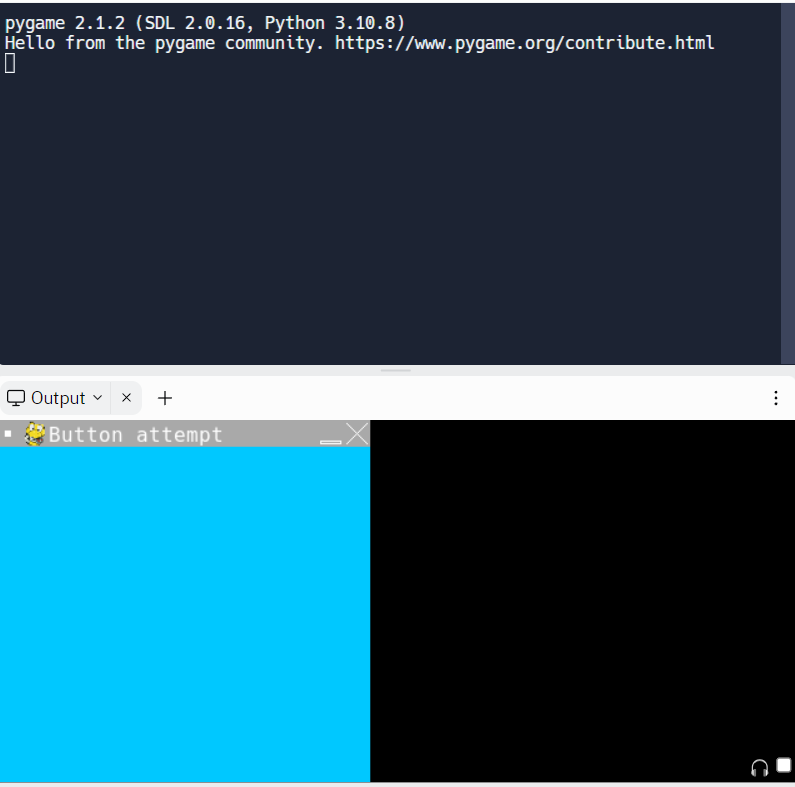 pygame 2.1.2 (SDL 2.0.16, Python 3.10.8)
Hello from the pygame community. https://www.pygame.org/contribute.html
Output
Button attempt